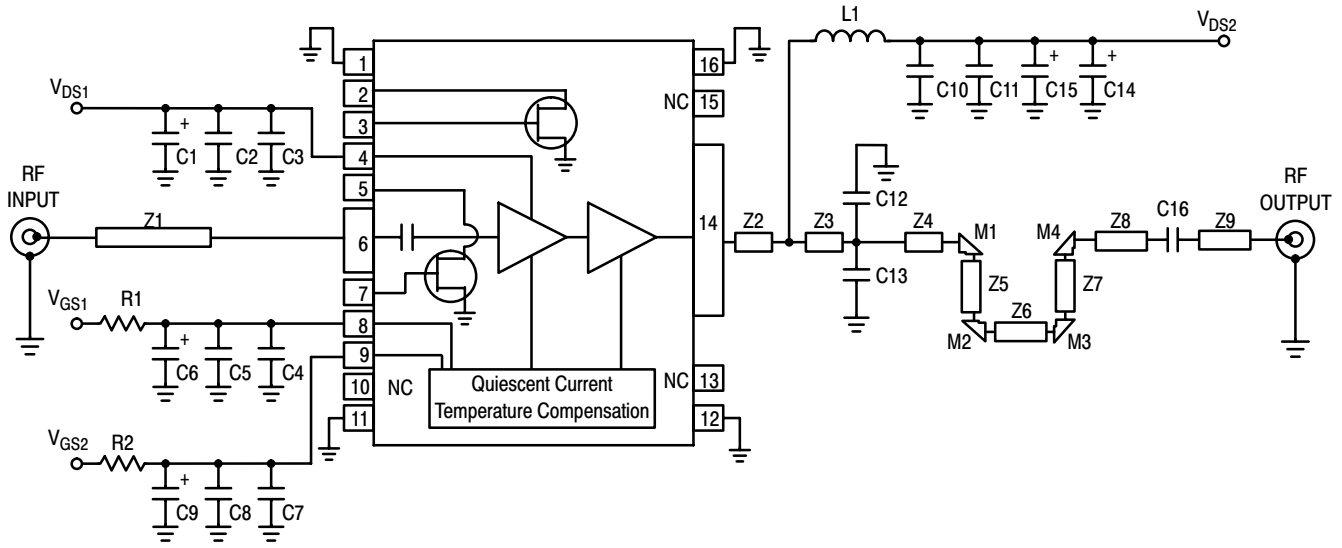 L1
V_DS2
C10 + C11 + C15 C14
V_DS1
+
C1 C2 C3
RF
INPUT
Z1
V_GS1 R1
+
C6 C5 C4
V_GS2 R2
+
C9 C8 C7
1
2
3
4
5
6
7
8
9
10 NC
11
16
NC 15
14
NC 13
12
Quiescent Current
Temperature Compensation
Z2 Z3 C12 C13 Z4 M1
Z5
M2 Z6 M3
Z7
M4 Z8 C16 Z9
RF
OUTPUT